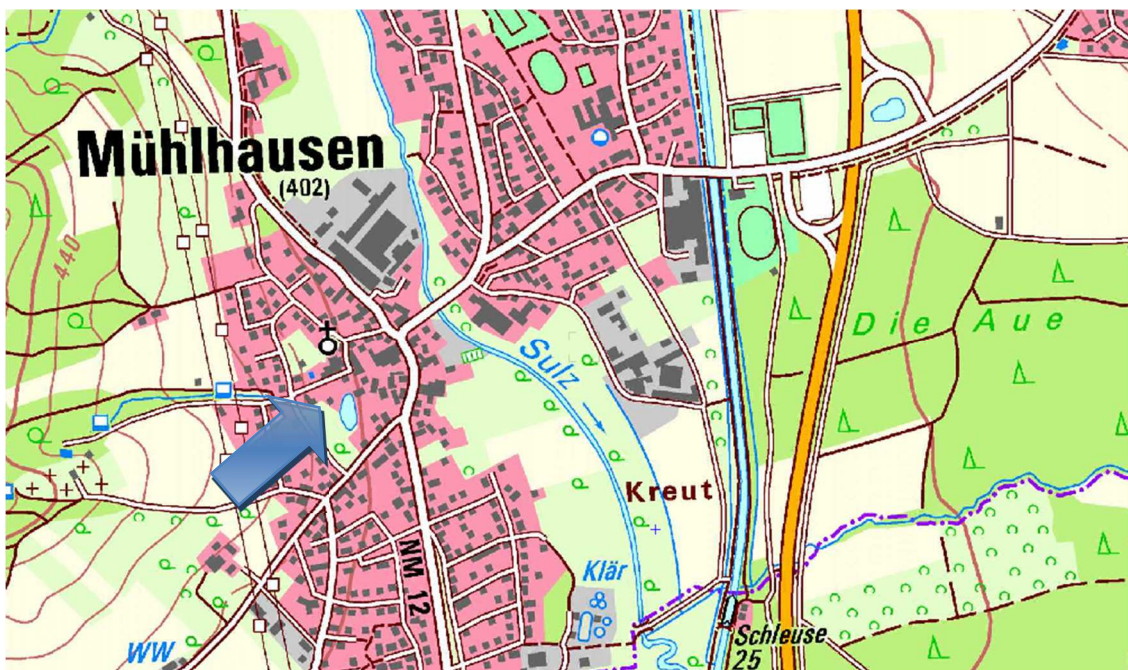 Mühlhausen
(402)
440
Die Aue
Sulz
Kreut
NM 12
Klär
Schleuse
25
WW